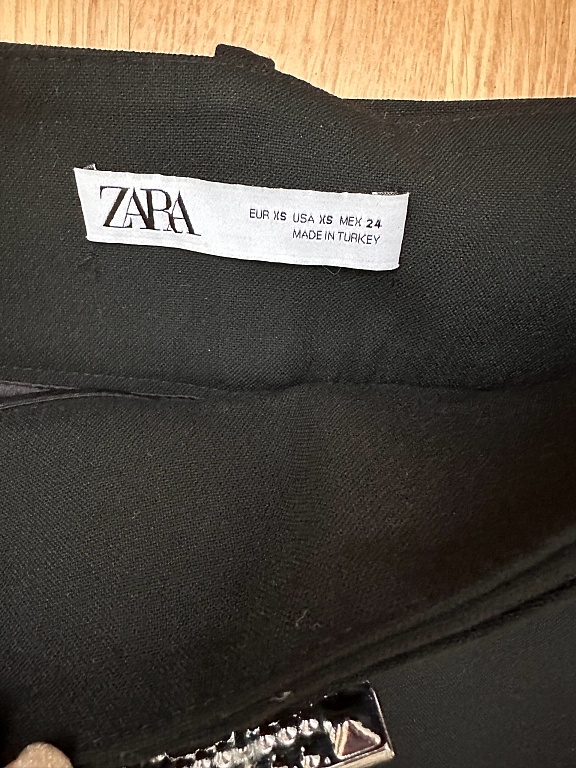 ZARA
EUR XS USA XS MEX 24
MADE IN TURKEY